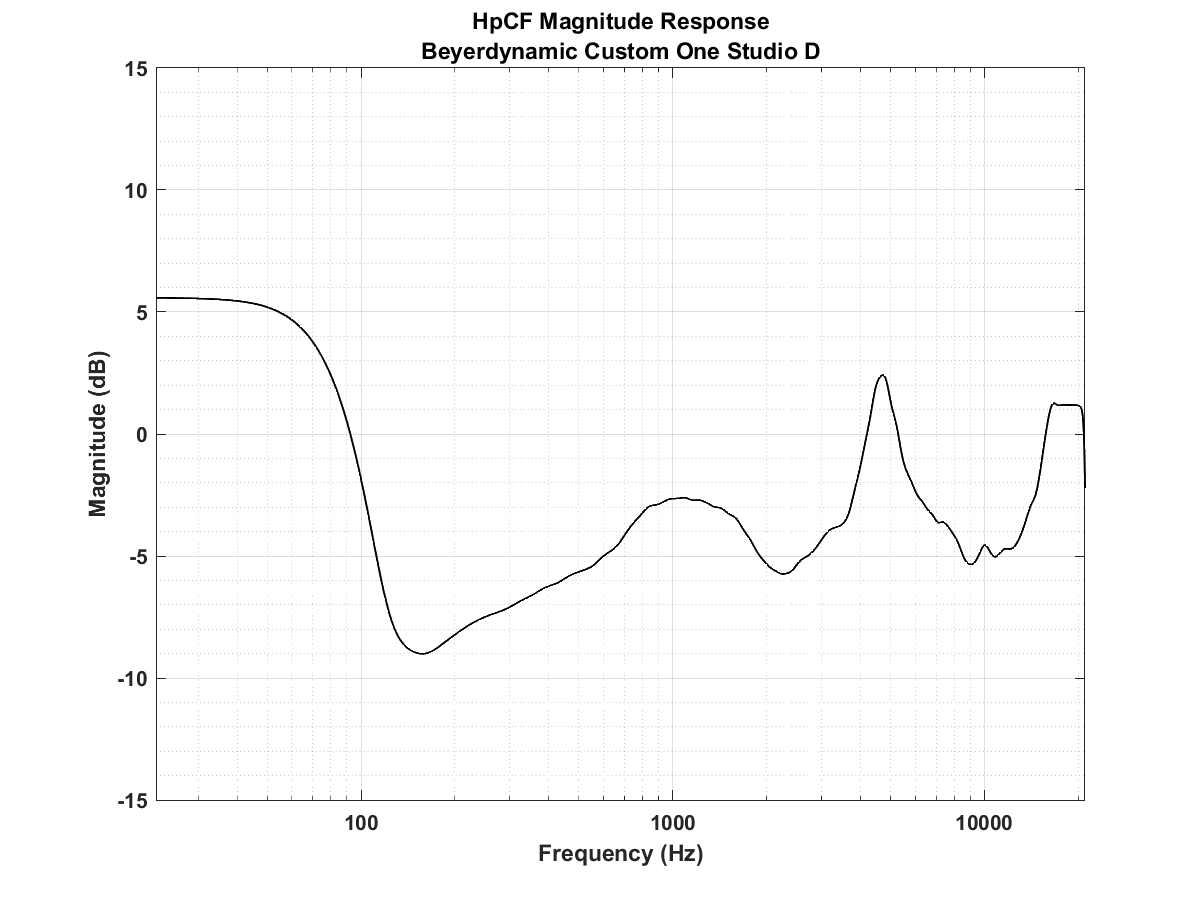 HpCF Magnitude Response
Beyerdynamic Custom One Studio D
15
10
5
0
-5
-10
-15
Magnitude (dB)
100
1000
10000
Frequency (Hz)